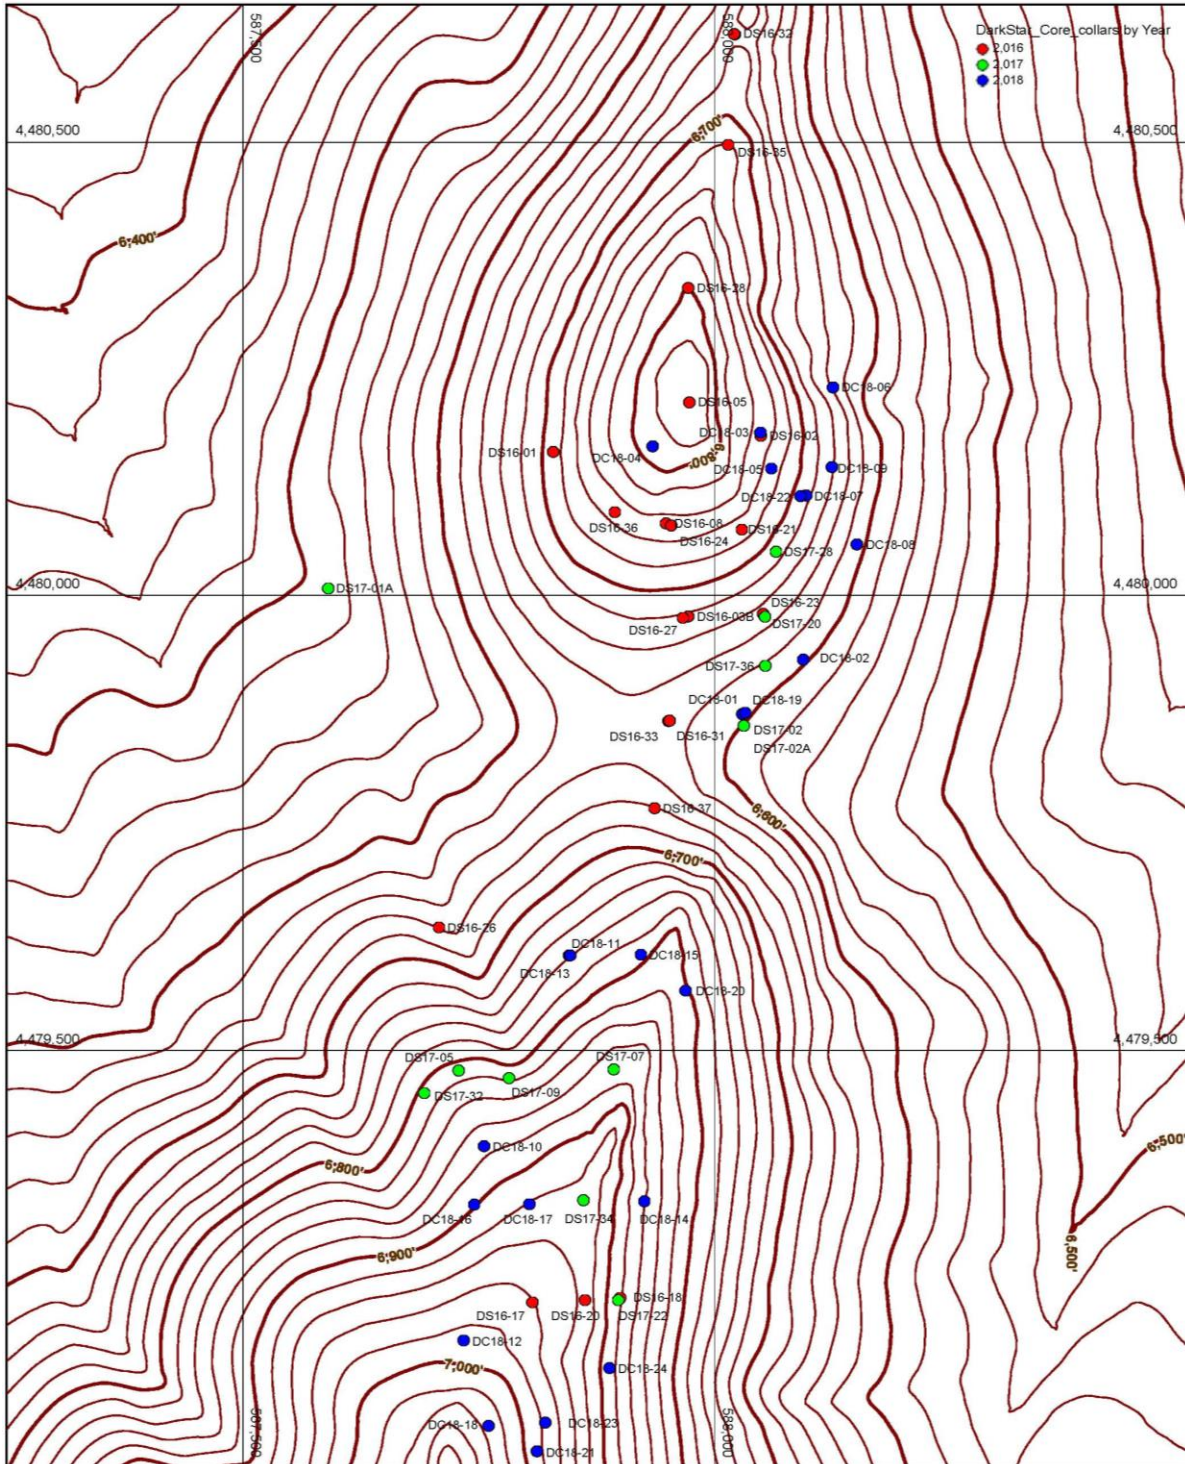 DarkStar_Core_collars by Year
2,016
2,017
2,018
587,500
588,000
DS16-32
6,700'
4,480,500
4,480,500
DS16-35
6,400'
DS16-28
DC18-06
DS16-05
DC18-03
DS16-02
DS16-01
DC18-04
6,800'
DC18-05
DC18-09
DC18-22
DC18-07
DS16-36
DS16-08
DS16-24
DS16-21
DS17-28
DC18-08
4,480,000
4,480,000
DS17-01A
DS16-23
DS16-03B
DS17-20
DS16-27
DS17-36
DC18-02
DC18-01
DC18-19
DS16-33
DS16-31
DS17-02
DS17-02A
DS16-37
6,600'
6,700'
DS16-26
DC18-11
DC18-13
DC18-15
DC18-20
4,479,500
4,479,500
DS17-05
DS17-07
DS17-32
DS17-09
DC18-10
6,500'
6,800'
DC18-16
DC18-17
DS17-34
DC18-14
6,500'
6,900'
DS16-17
DS16-20
DS16-18
DS17-22
DC18-12
7,000'
DC18-24
DC18-18
DC18-23
DC18-21
587,500
588,000